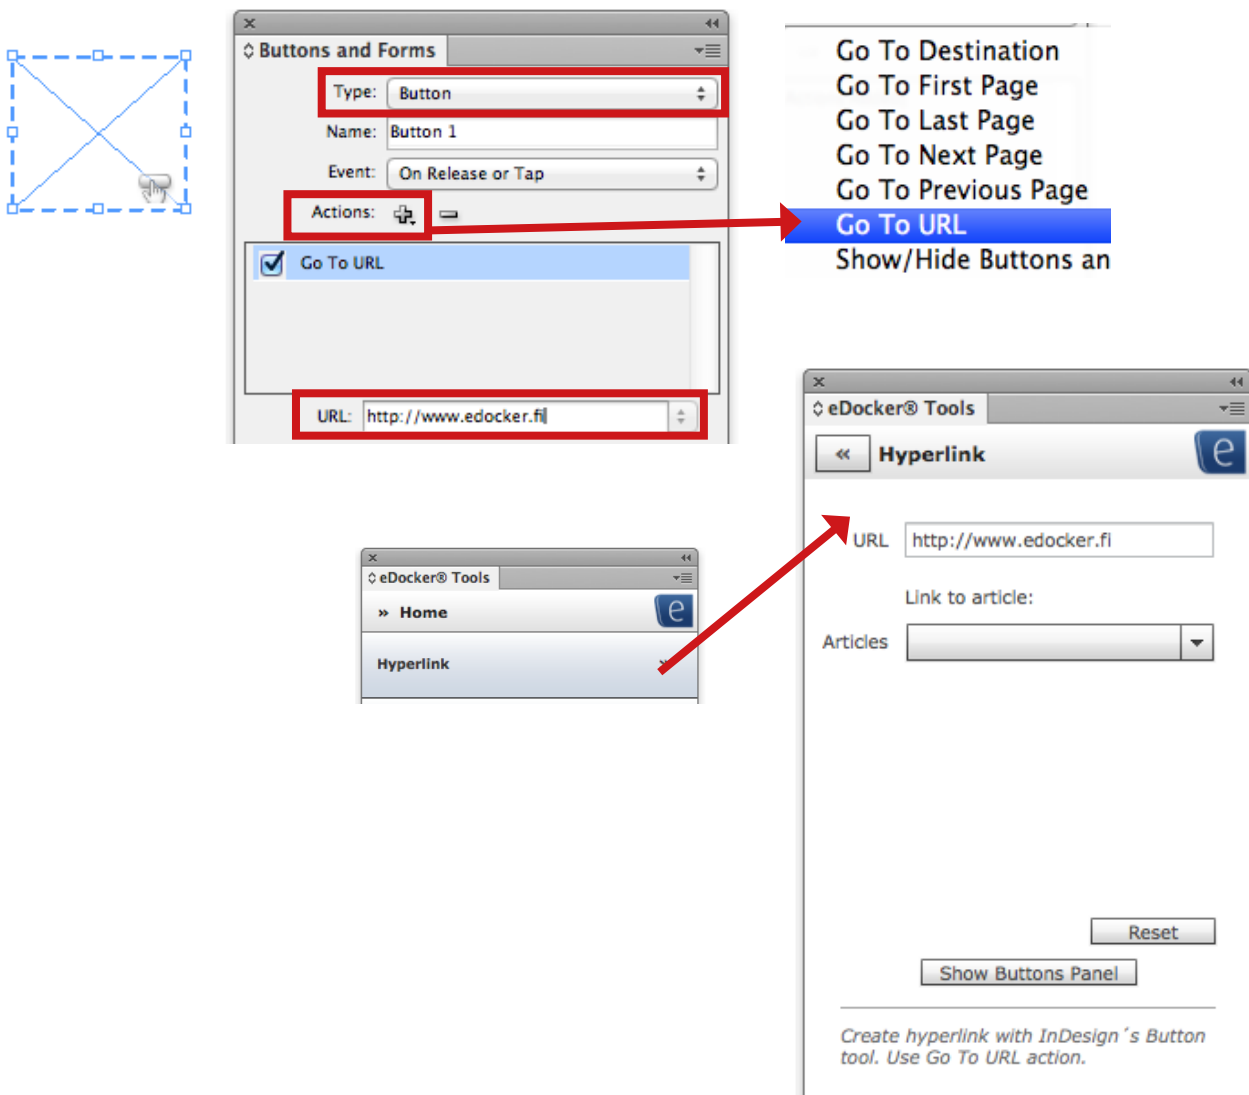 Buttons and Forms
Type: Button
Name: Button 1
Event: On Release or Tap
Actions:
Go To URL
URL: http://www.edocker.fi
Go To Destination
Go To First Page
Go To Last Page
Go To Next Page
Go To Previous Page
Go To URL
Show/Hide Buttons an
eDocker® Tools
» Home
e
Hyperlink
eDocker® Tools
« Hyperlink
e
URL http://www.edocker.fi
Link to article:
Articles
Reset
Show Buttons Panel
Create hyperlink with InDesign´s Button
tool. Use Go To URL action.